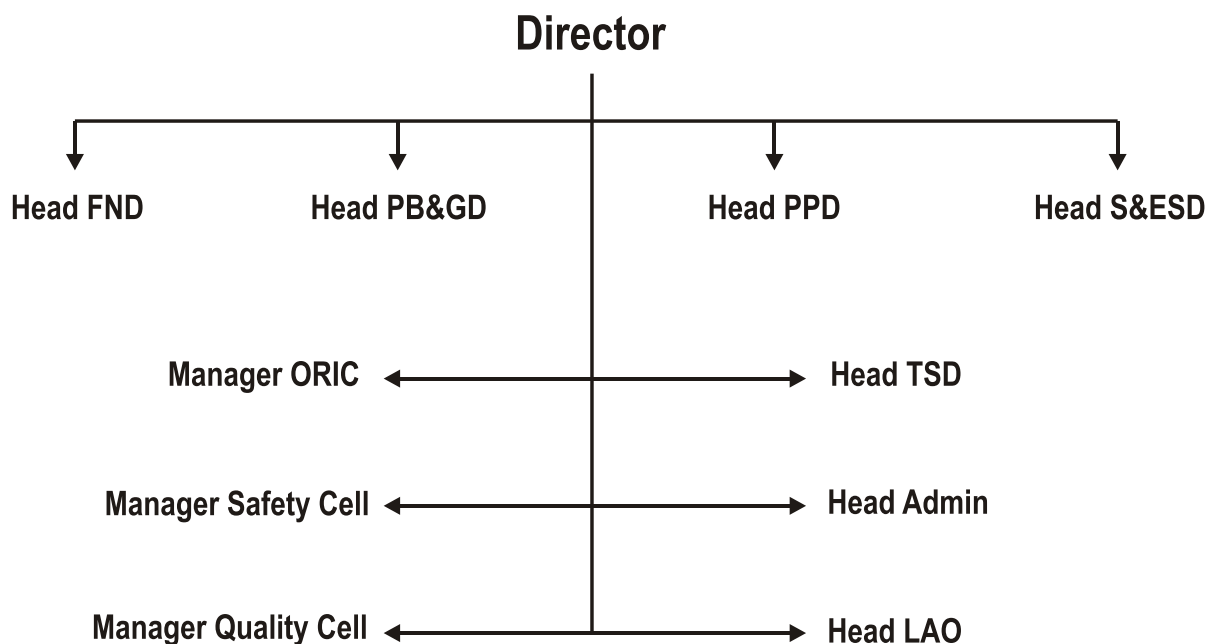 Director
Head FND
Head PB&GD
Head PPD
Head S&ESD
Manager ORIC
Head TSD
Manager Safety Cell
Head Admin
Manager Quality Cell
Head LAO